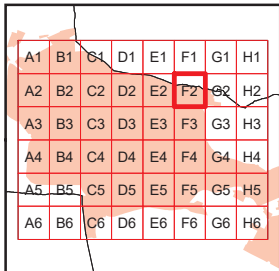 A1 B1 C1 D1 E1 F1 G1 H1
A2 B2 C2 D2 E2 F2 G2 H2
A3 B3 C3 D3 E3 F3 G3 H3
A4 B4 C4 D4 E4 F4 G4 H4
A5 B5 C5 D5 E5 F5 G5 H5
A6 B6 C6 D6 E6 F6 G6 H6